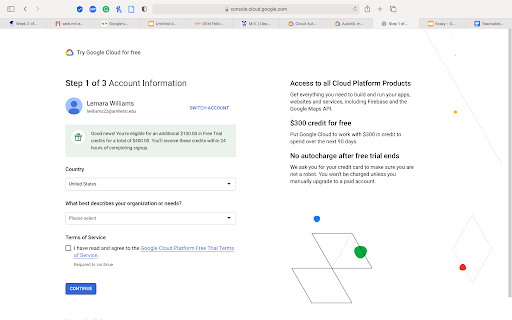 console.cloud.google.com
Week 2 of
web.mit.e
Google's
Untitled d
GEM Fellow
M.S. | Dep
Cloud Aut
AutoML e
Step 1 of
Essay - G
Teachable
Try Google Cloud for free
Step 1 of 3 Account Information
Lemara Williams
lwilliams22@amherst.edu
SWITCH ACCOUNT
Good news! You're eligible for an additional $100.00 in Free Trial
credits for a total of $400.00. You'll receive these credits within 24
hours of completing signup.
Country
United States
What best describes your organization or needs?
Please select
Terms of Service
I have read and agree to the Google Cloud Platform Free Trial Terms
of Service.
Required to continue
CONTINUE
Access to all Cloud Platform Products
Get everything you need to build and run your apps,
websites and services, including Firebase and the
Google Maps API.
$300 credit for free
Put Google Cloud to work with $300 in credit to
spend over the next 90 days.
No autocharge after free trial ends
We ask you for your credit card to make sure you are
not a robot. You won't be charged unless you
manually upgrade to a paid account.